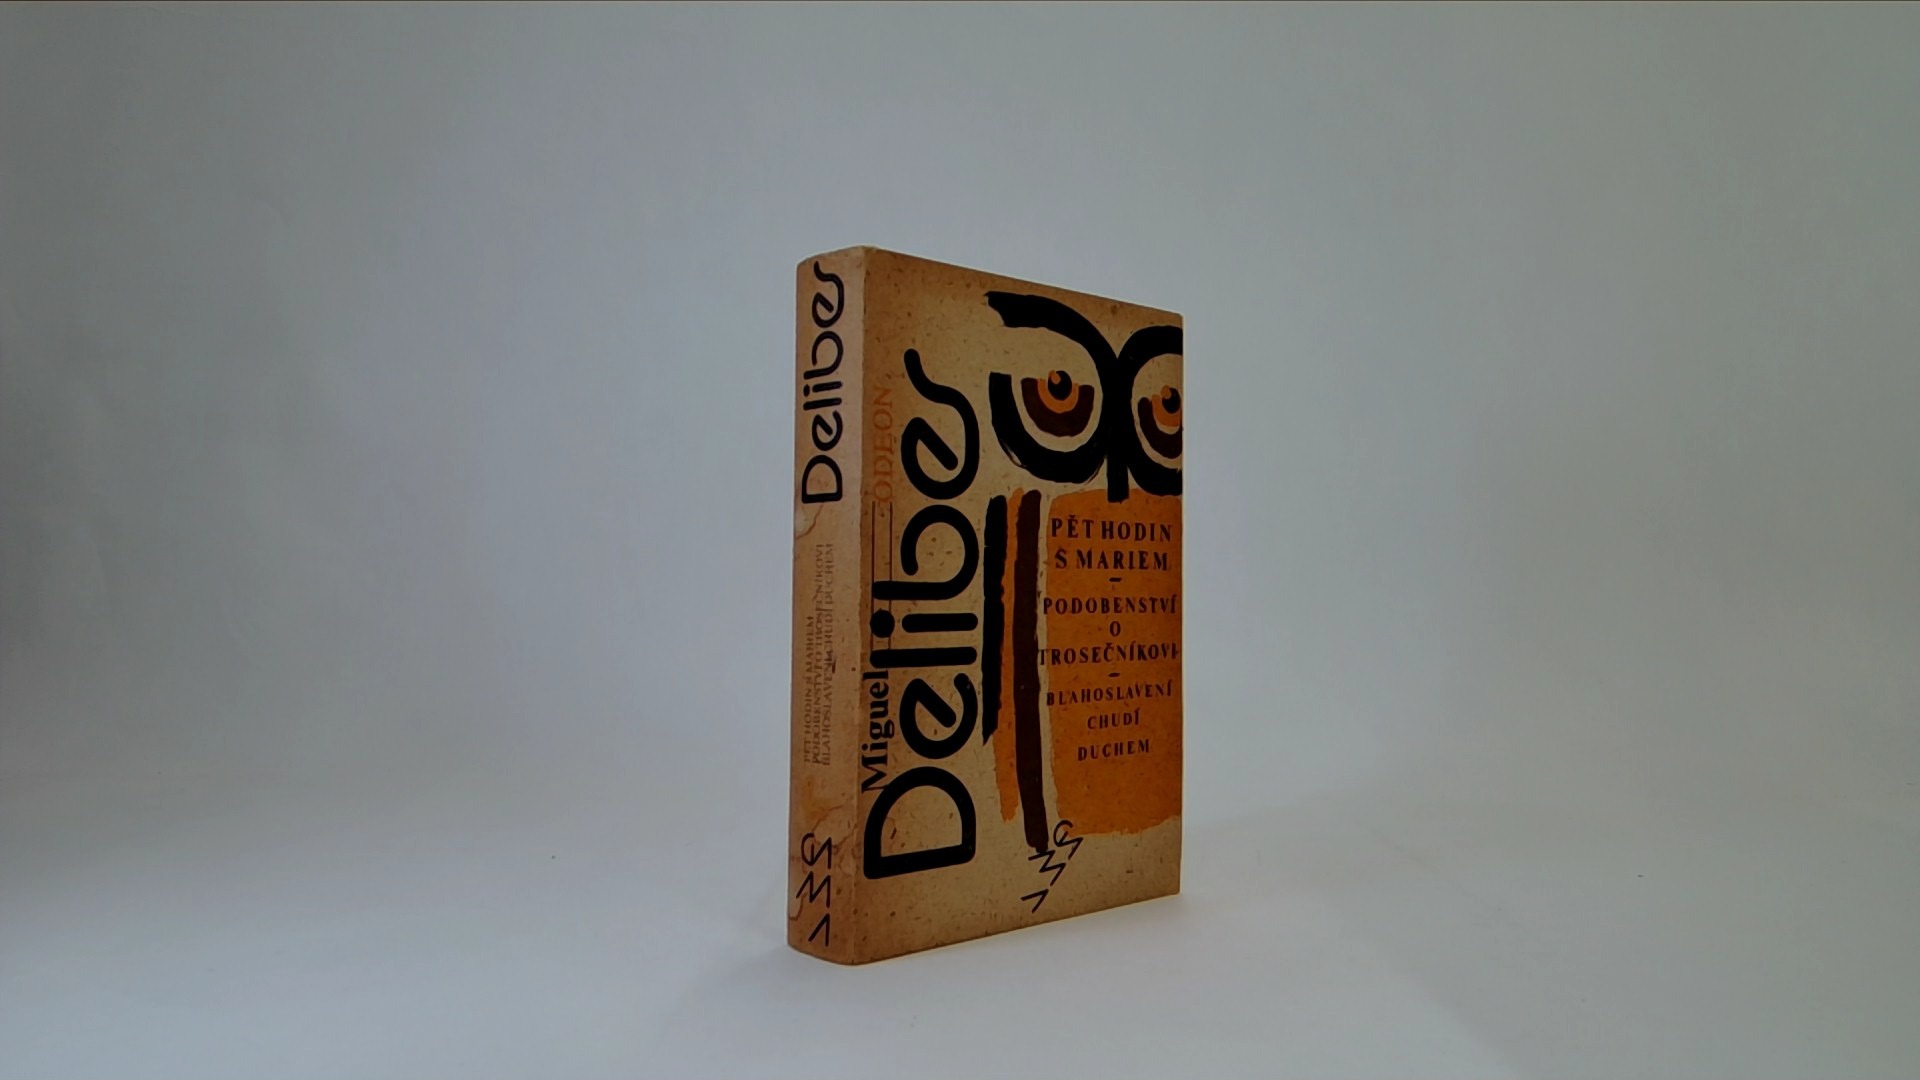 Delibes
PĚT HODIN S MARIEM
PODOBENSTVÍ O TROSEČNÍKOVI
BLAHOSLAVENÍ CHUDÍ DUCHEM
ODEON
Miguel
Delibes
PĚT HODIN
S MARIEM
–
PODOBENSTVÍ
O
TROSEČNÍKOVI
–
BLAHOSLAVENÍ
CHUDÍ
DUCHEM